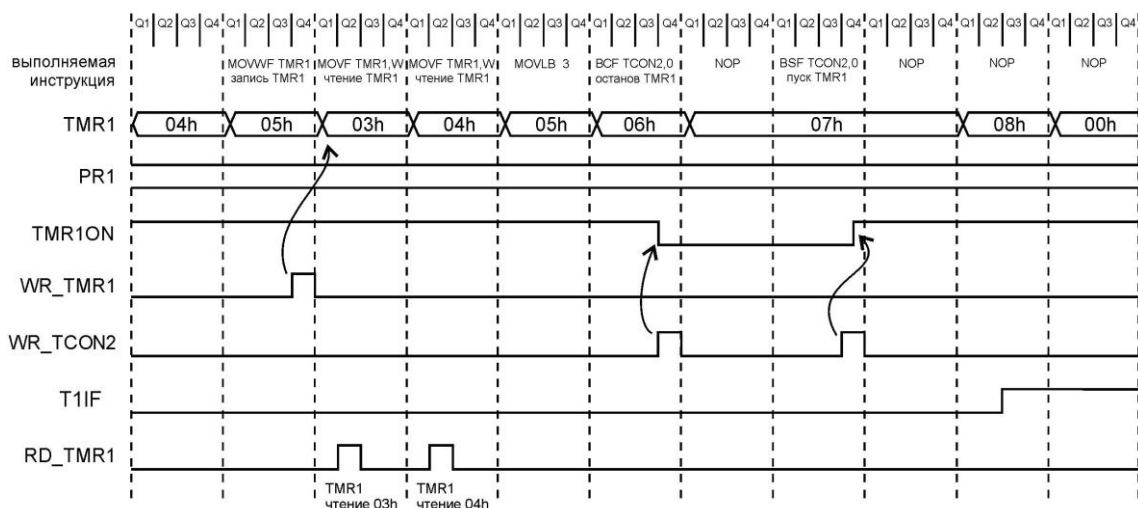 Q1 Q2 Q3 Q4 Q1 Q2 Q3 Q4 Q1 Q2 Q3 Q4 Q1 Q2 Q3 Q4 Q1 Q2 Q3 Q4 Q1 Q2 Q3 Q4 Q1 Q2 Q3 Q4 Q1 Q2 Q3 Q4 Q1 Q2 Q3 Q4 Q1 Q2 Q3 Q4 Q1 Q2 Q3 Q4
выполняемая MOVWF TMR1 MOVF TMR1,W MOVF TMR1,W MOVLB 3 BCF TCON2,0 NOP BSF TCON2,0 NOP NOP NOP
инструкция запись TMR1 чтение TMR1 чтение TMR1 останов TMR1 пуск TMR1
TMR1 04h 05h 03h 04h 05h 06h 07h 08h 00h
PR1
TMR1ON
WR_TMR1
WR_TCON2
T1IF
RD_TMR1
TMR1 TMR1
чтение 03h чтение 04h